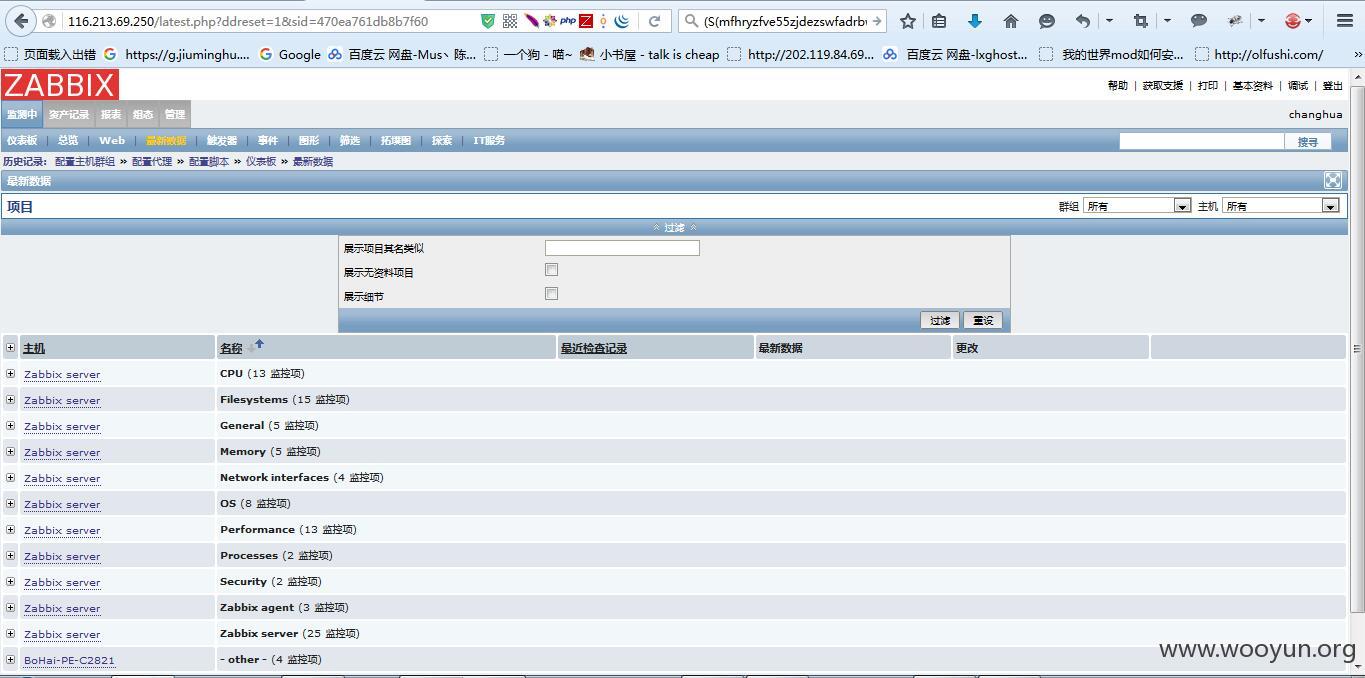 116.213.69.250/latest.php?ddreset=1&sid=470ea761db8b7f60 php Z (S(mfhryzfve55zjdezswfadrb
页面载入出错 https://g.jiuminghu.... Google 百度云 网盘-Mus丶陈... 一个狗 - 喵~ 小书屋 - talk is cheap http://202.119.84.69... 百度云 网盘-lxghost... 我的世界mod如何安... http://olfushi.com/ »
ZABBIX
帮助 | 获取支援 | 打印 | 基本资料 | 调试 | 登出
监测中 资产记录 报表 组态 管理 changhua
仪表板 | 总览 | Web | 最新数据 | 触发器 | 事件 | 图形 | 筛选 | 拓墣图 | 探索 | IT服务 搜寻
历史记录: 配置主机群组 » 配置代理 » 配置脚本 » 仪表板 » 最新数据
最新数据
项目 群组 所有 主机 所有
过滤
展示项目其名类似
展示无资料项目
展示细节
过滤 重设
主机 名称 最近检查记录 最新数据 更改
Zabbix server CPU (13 监控项)
Zabbix server Filesystems (15 监控项)
Zabbix server General (5 监控项)
Zabbix server Memory (5 监控项)
Zabbix server Network interfaces (4 监控项)
Zabbix server OS (8 监控项)
Zabbix server Performance (13 监控项)
Zabbix server Processes (2 监控项)
Zabbix server Security (2 监控项)
Zabbix server Zabbix agent (3 监控项)
Zabbix server Zabbix server (25 监控项)
BoHai-PE-C2821 - other - (4 监控项)
www.wooyun.org